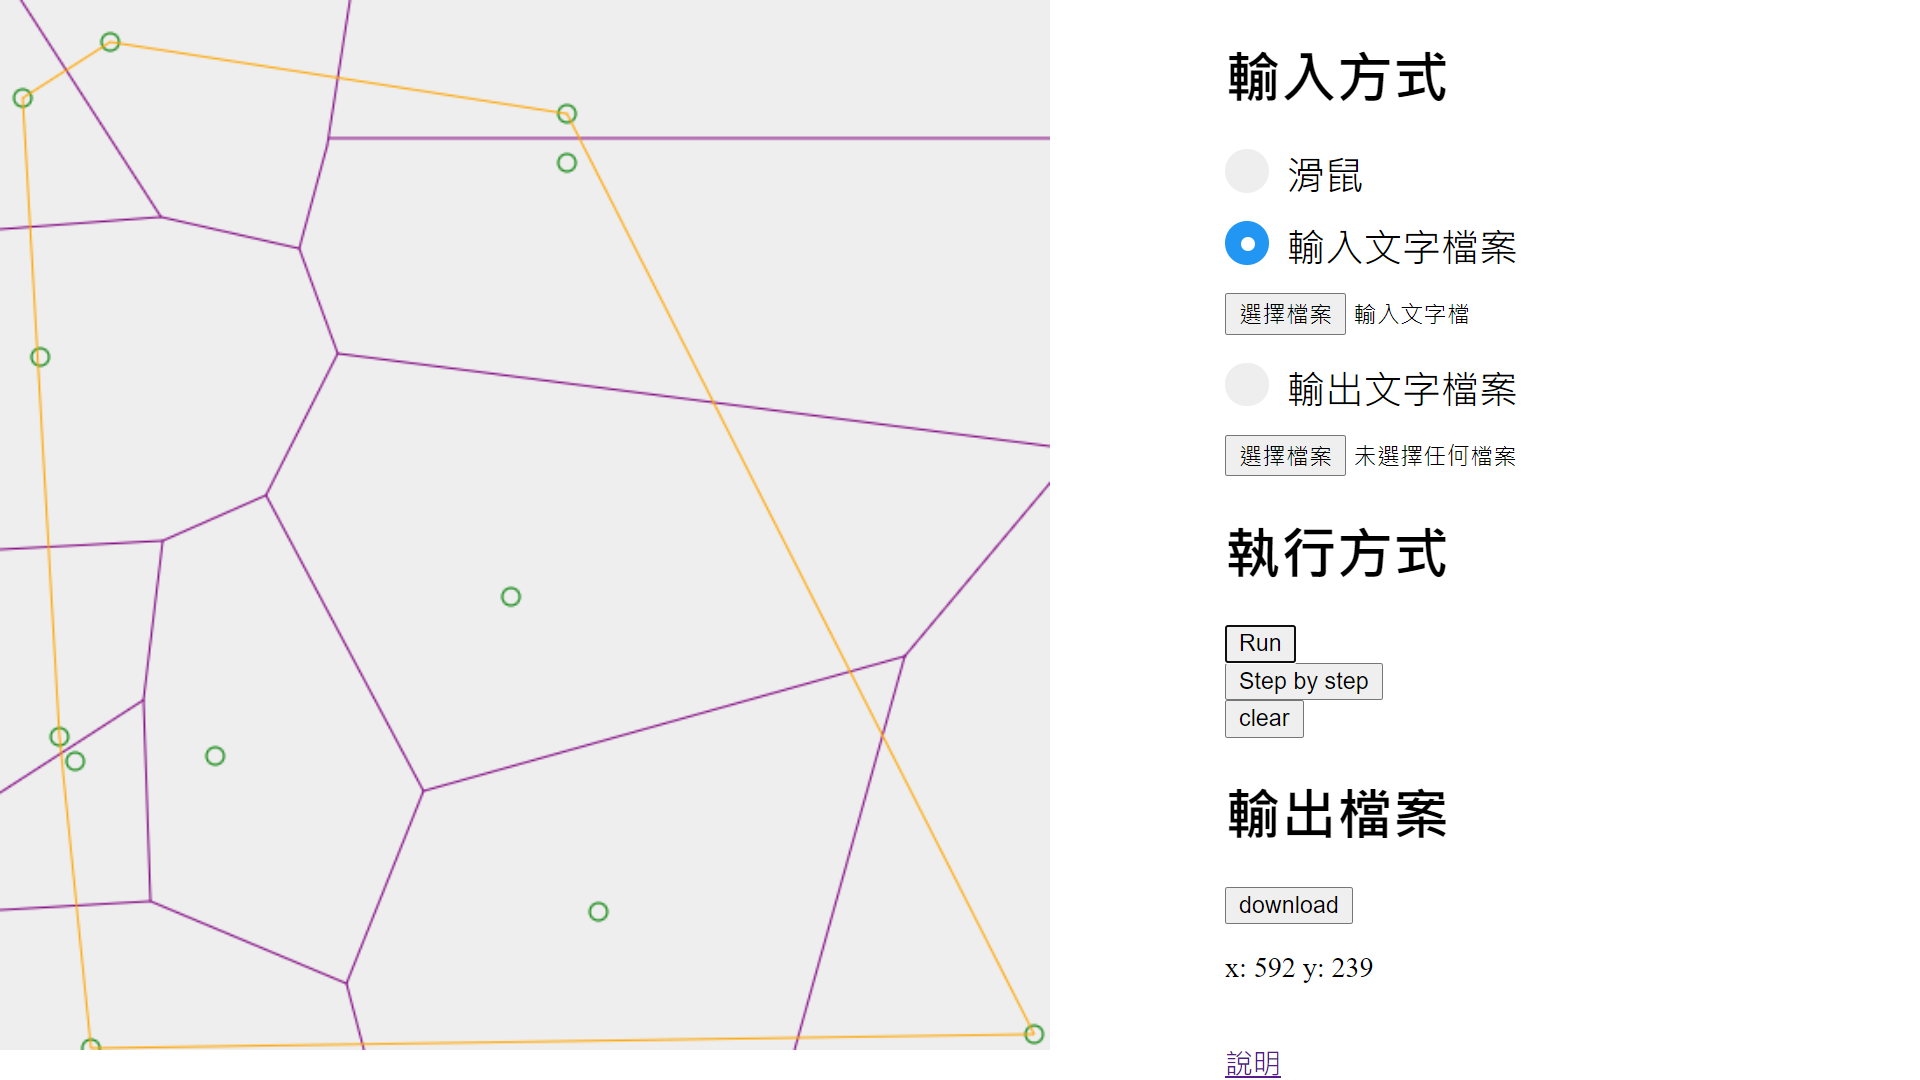 輸入方式
滑鼠
輸入文字檔案
選擇檔案 輸入文字檔
輸出文字檔案
選擇檔案 未選擇任何檔案
執行方式
Run
Step by step
clear
輸出檔案
download
x: 592 y: 239
說明